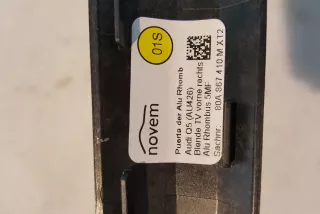 01S
novem
Puerta der Alu Rhomb
Audi Q5 (AU426)
Blende TV vorne rechts
Alu Rhombus 5MF
Sachnr.: 80A 867 410 M XT2